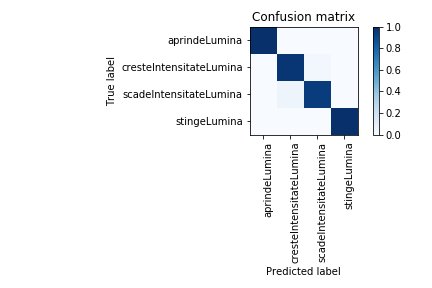 Confusion matrix
True label
aprindeLumina
cresteIntensitateLumina
scadeIntensitateLumina
stingeLumina
1.0
0.8
0.6
0.4
0.2
0.0
aprindeLumina
cresteIntensitateLumina
scadeIntensitateLumina
stingeLumina
Predicted label